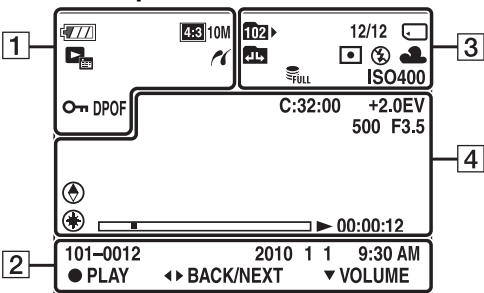 1
4:3 10M
DPOF
102 12/12
FULL
ISO400
3
C:32:00 +2.0EV
500 F3.5
4
00:00:12
2
101-0012 2010 1 1 9:30 AM
● PLAY ◄► BACK/NEXT ▼ VOLUME